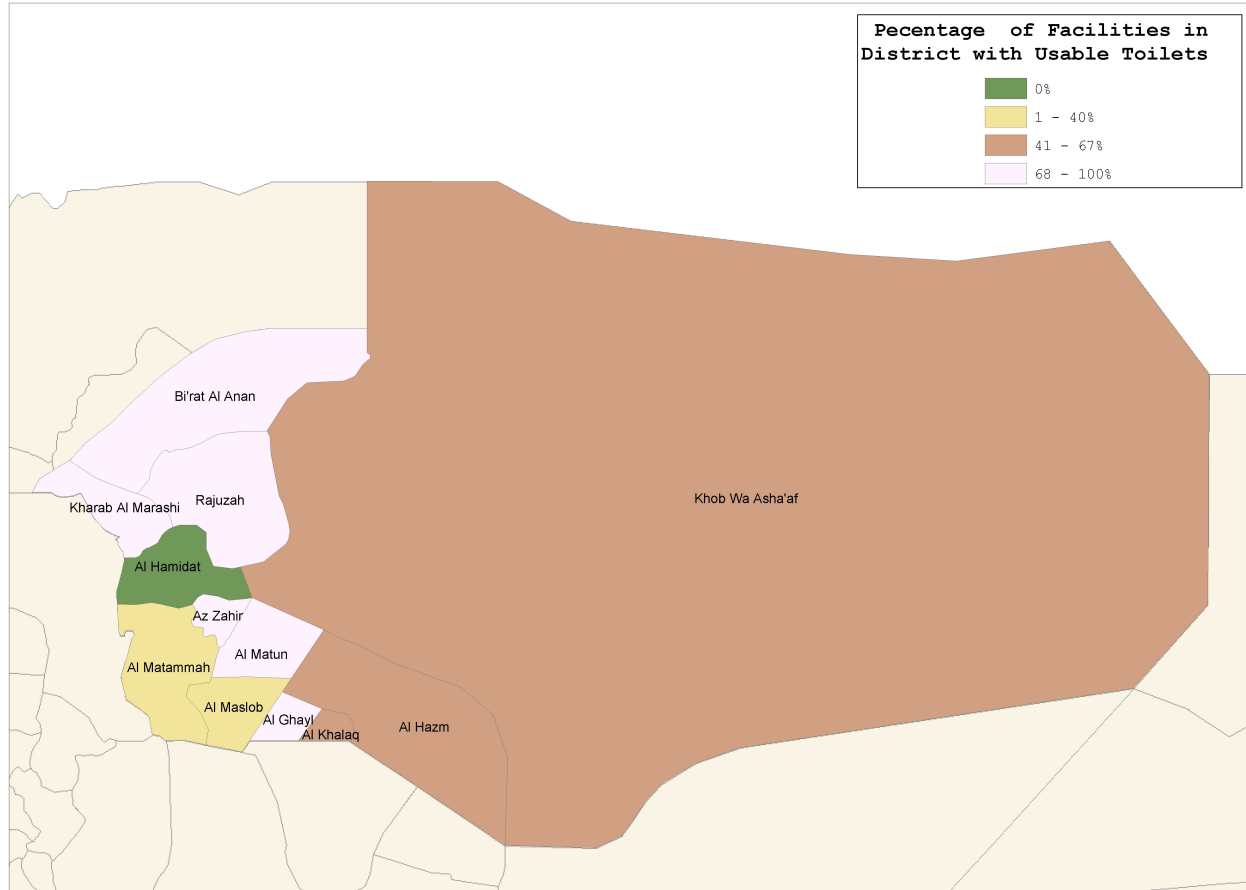 Pecentage  of Facilities in
District with Usable Toilets
0%
1 - 40%
41 - 67%
68 - 100%
Bi'rat Al Anan
Rajuzah
Khob Wa Asha'af
Kharab Al Marashi
Al Hamidat
Az Zahir
Al Matun
Al Matammah
Al Maslob
Al Ghayl
Al Hazm
Al Khalaq